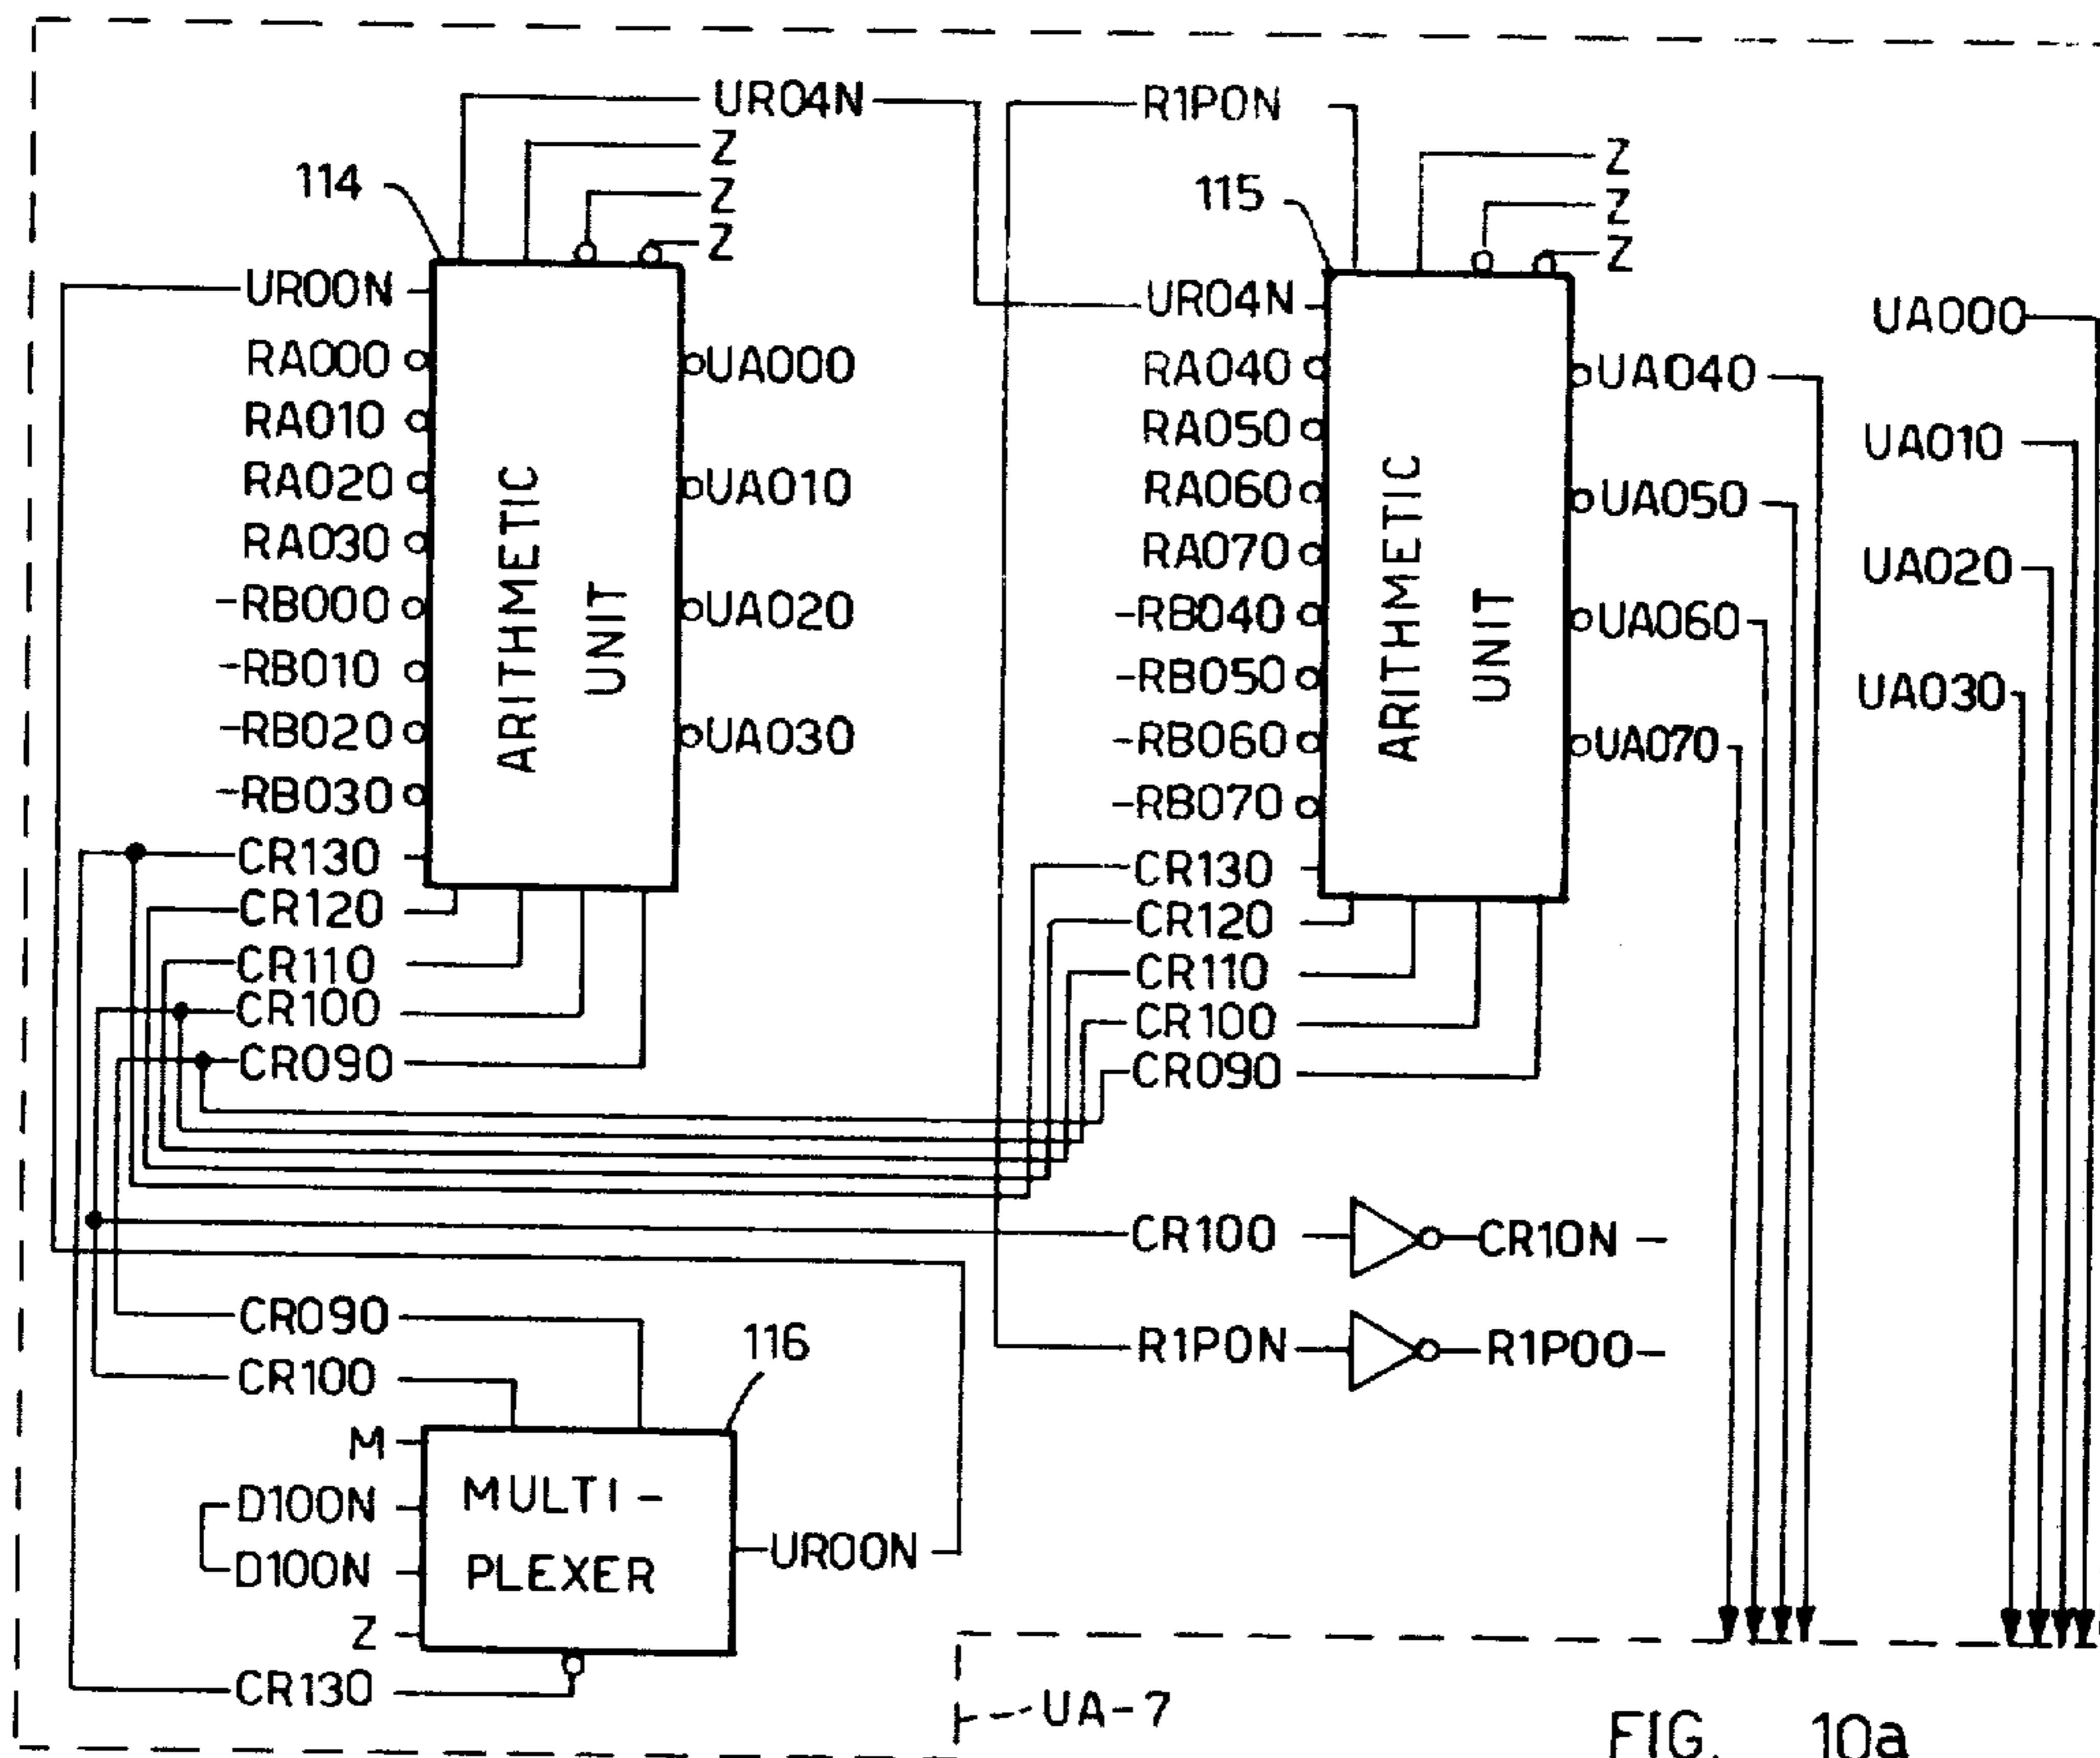 UR04N
Z
Z
Z
114
UR00N
RA000
RA010
RA020
RA030
-RB000
-RB010
-RB020
-RB030
CR130
CR120
CR110
CR100
CR090
ARITHMETIC
UNIT
UA000
UA010
UA020
UA030
R1P0N
Z
Z
Z
115
UR04N
RA040
RA050
RA060
RA070
-RB040
-RB050
-RB060
-RB070
CR130
CR120
CR110
CR100
CR090
ARITHMETIC
UNIT
UA040
UA050
UA060
UA070
UA000
UA010
UA020
UA030
CR100
CR10N -
R1P0N
R1P00-
CR090
CR100
116
M
D100N
D100N
Z
CR130
MULTI-
PLEXER
UR00N
UA-7
FIG. 10a